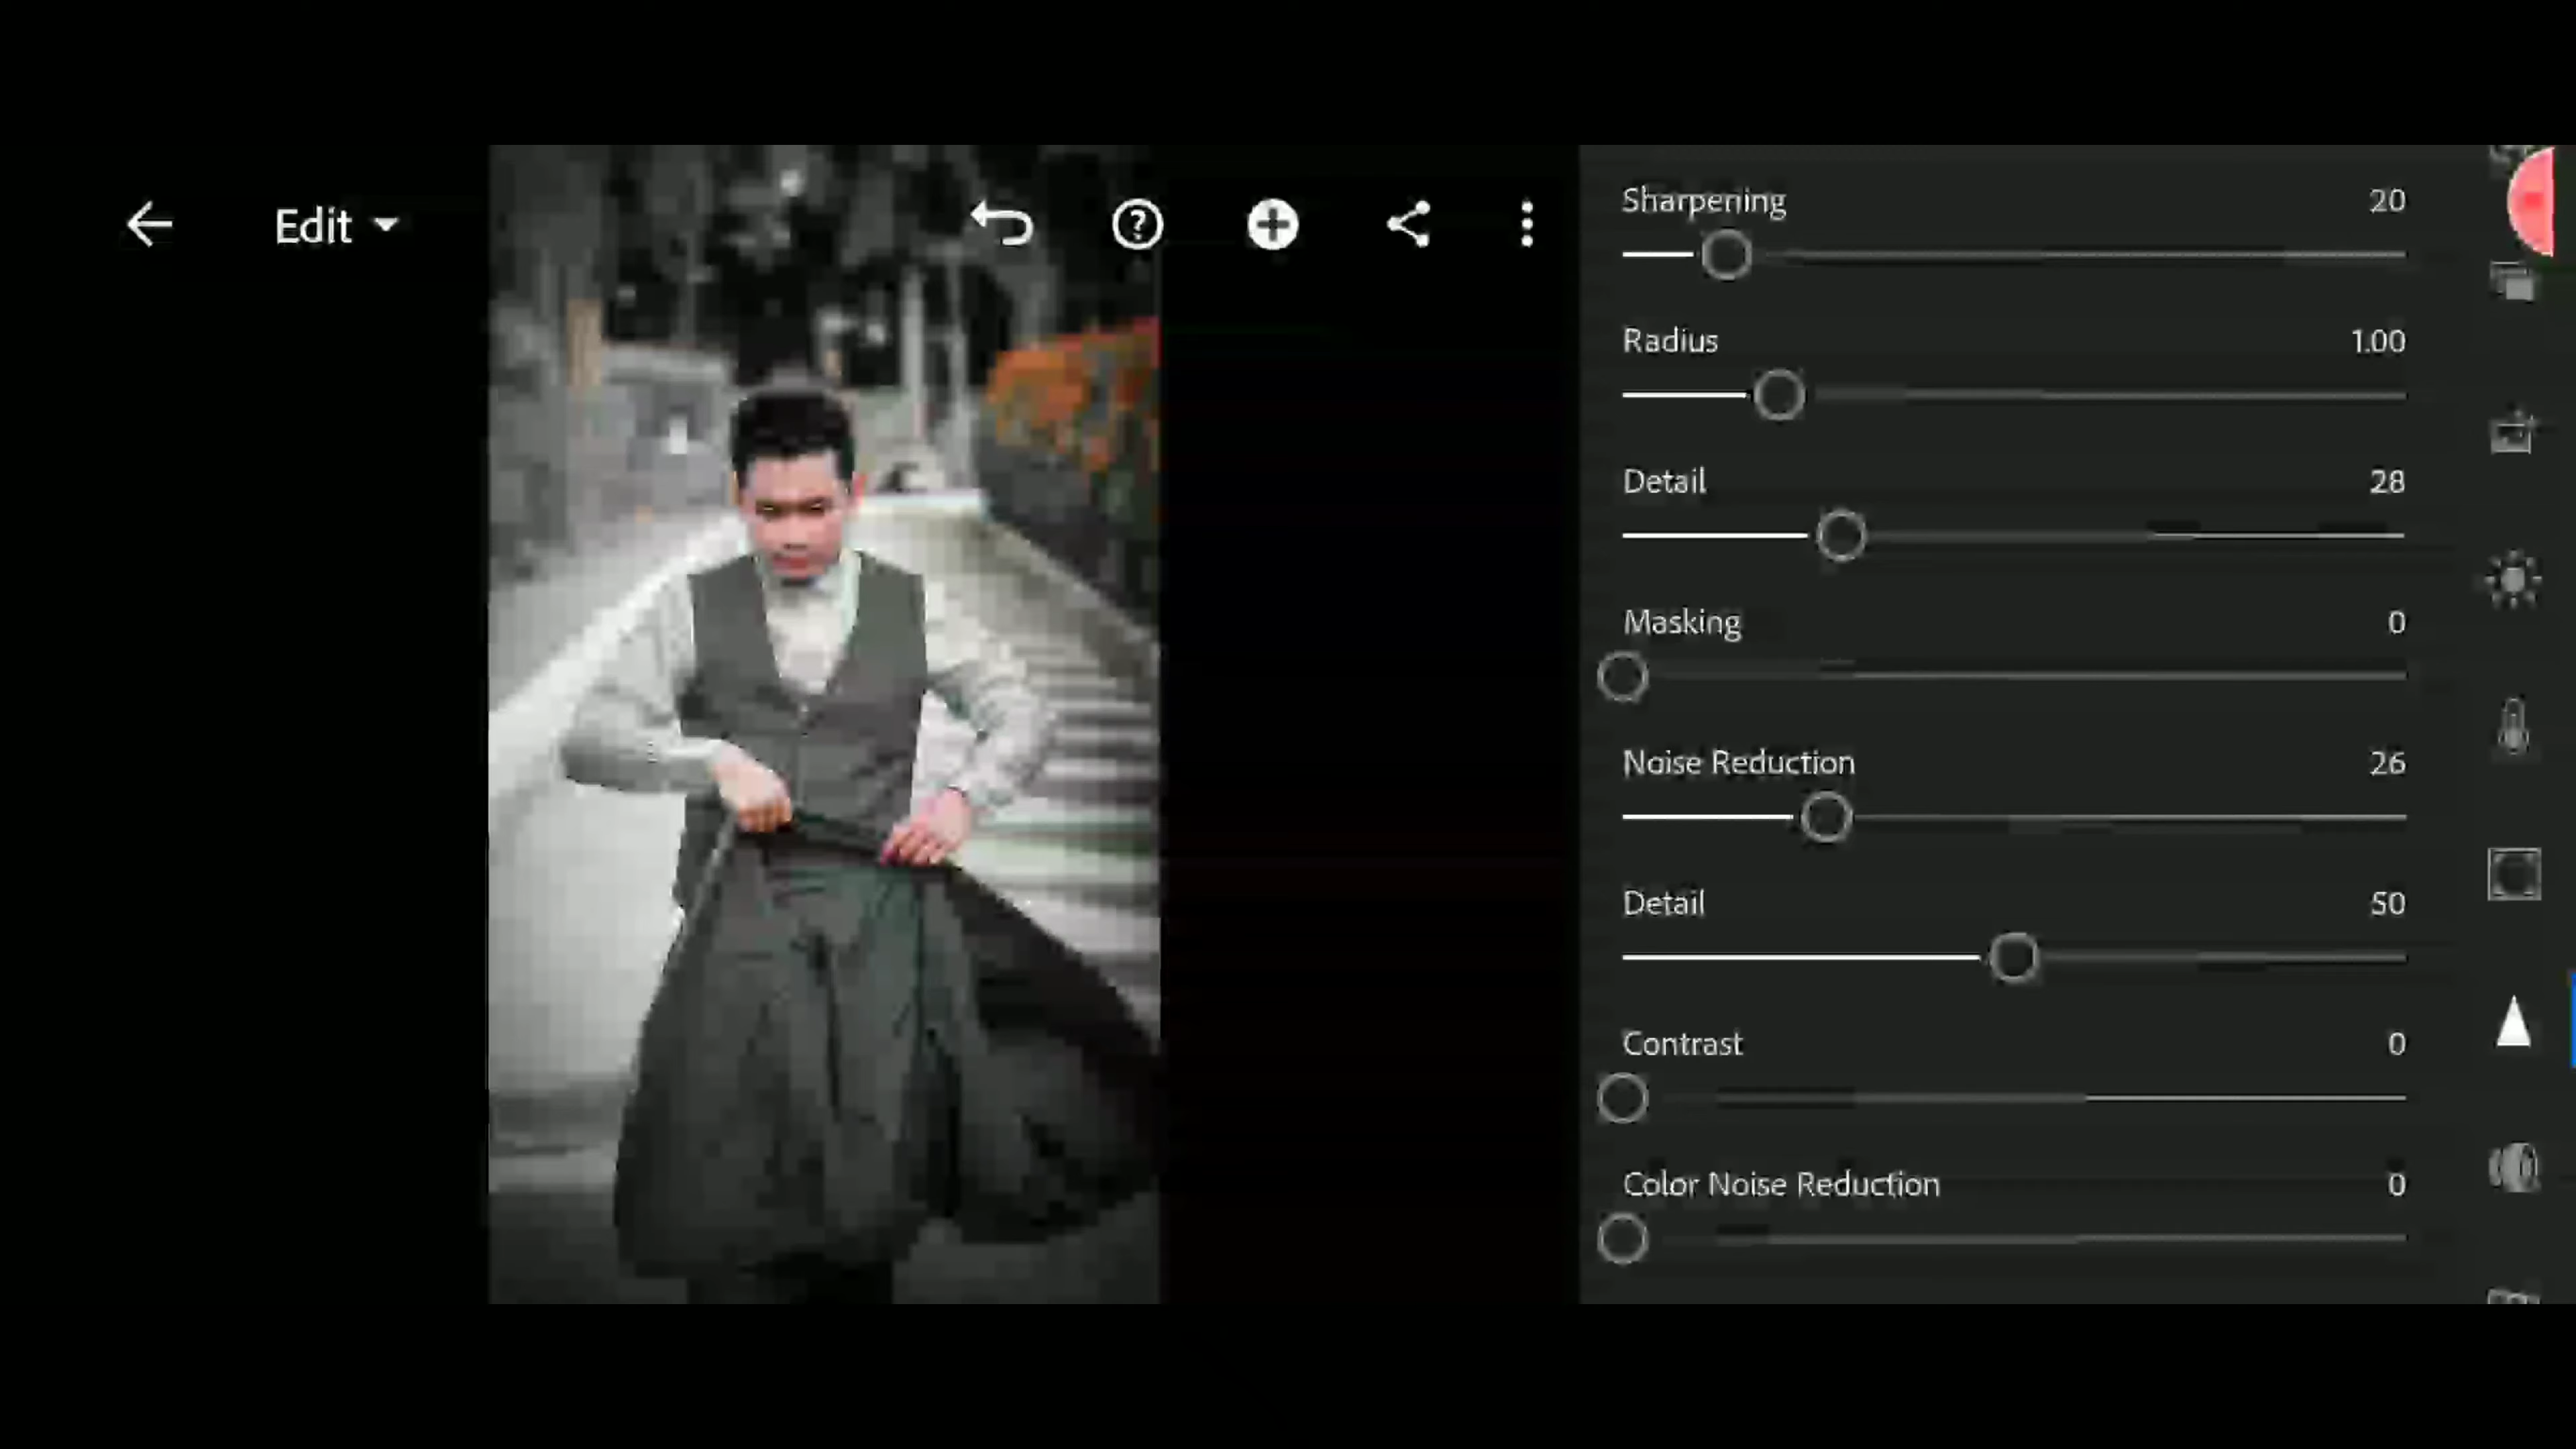 Edit
Sharpening 20
Radius 1.00
Detail 28
Masking 0
Noise Reduction 26
Detail 50
Contrast 0
Color Noise Reduction 0